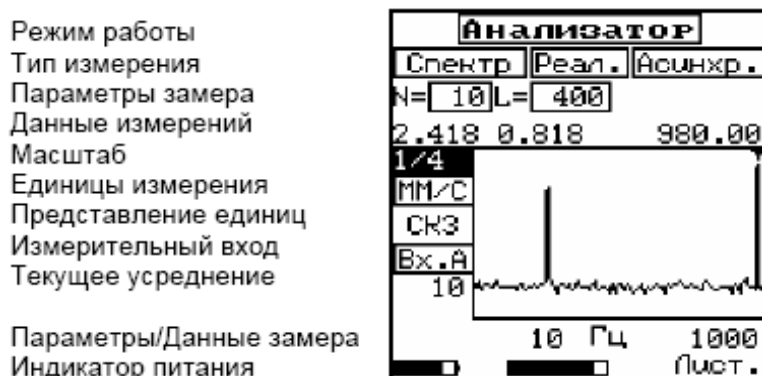 Режим работы
Тип измерения
Параметры замера
Данные измерений
Масштаб
Единицы измерения
Представление единиц
Измерительный вход
Текущее усреднение
Параметры/Данные замера
Индикатор питания
Анализатор
Спектр Реал. Асинхр.
N= 10 L= 400
2.418 0.818 980.00
1/4
ММ/С
СКЗ
Вх.А
10
10 Гц 1000
Лист.